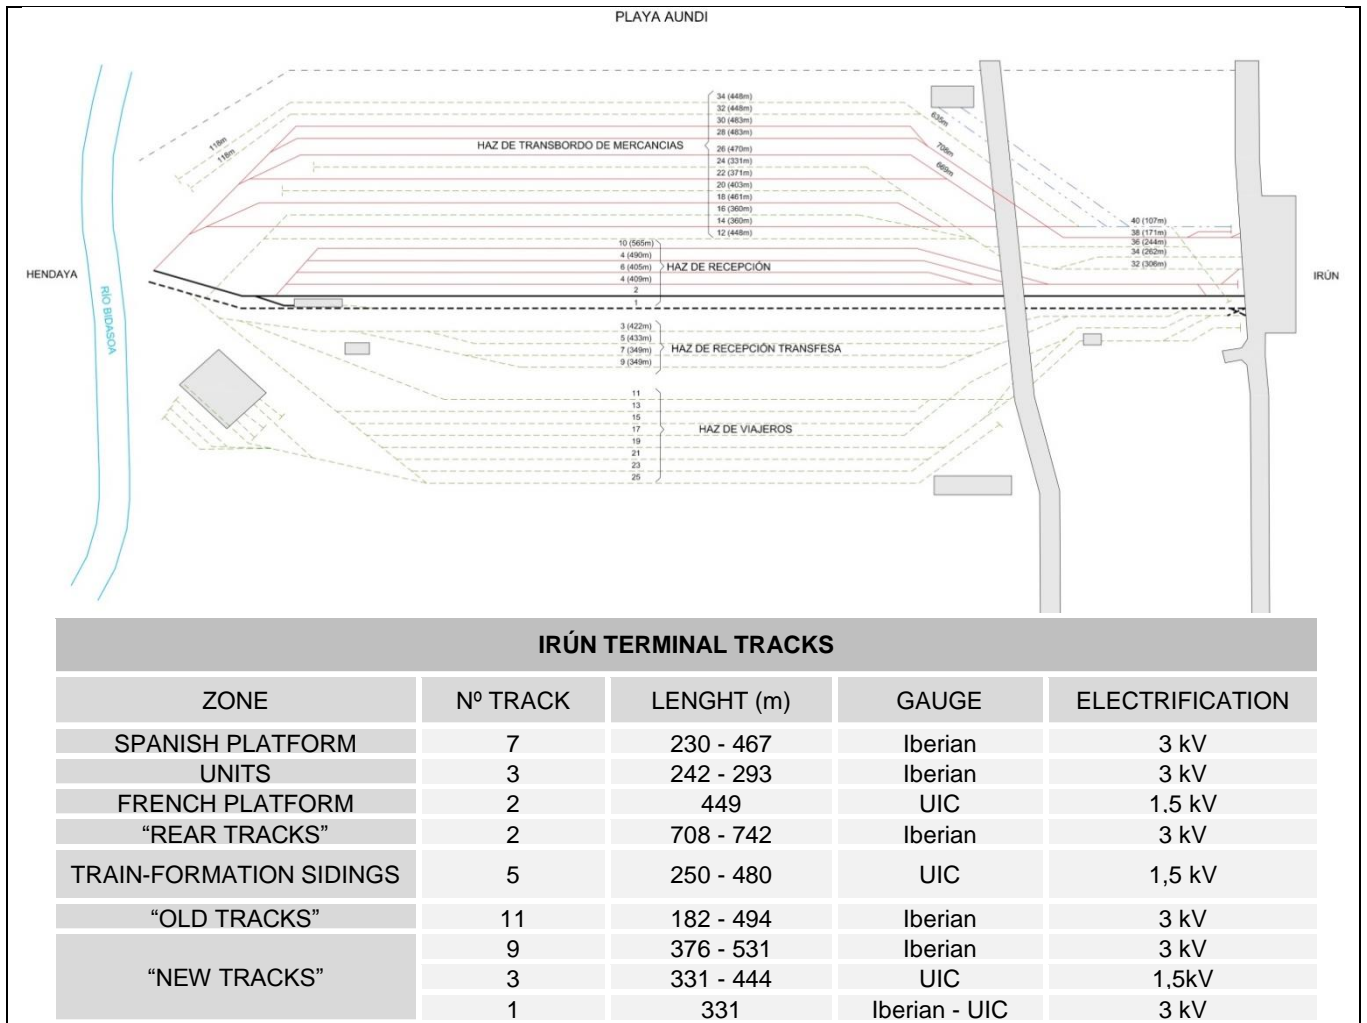 PLAYA AUNDI
118m
118m
HAZ DE TRANSBORDO DE MERCANCIAS
34 (448m)
32 (448m)
30 (483m)
28 (483m)
26 (470m)
24 (331m)
22 (371m)
20 (403m)
18 (461m)
16 (360m)
14 (360m)
12 (448m)
635m
708m
669m
40 (107m)
38 (171m)
36 (244m)
34 (262m)
32 (306m)
10 (565m)
4 (490m)
6 (405m)
4 (409m)
2
1
HAZ DE RECEPCIÓN
HENDAYA
RÍO BIDASOA
IRÚN
3 (422m)
5 (433m)
7 (349m)
9 (349m)
HAZ DE RECEPCIÓN TRANSFESA
11
13
15
17
19
21
23
25
HAZ DE VIAJEROS
IRÚN TERMINAL TRACKS
ZONE Nº TRACK LENGHT (m) GAUGE ELECTRIFICATION
SPANISH PLATFORM 7 230 - 467 Iberian 3 kV
UNITS 3 242 - 293 Iberian 3 kV
FRENCH PLATFORM 2 449 UIC 1,5 kV
“REAR TRACKS” 2 708 - 742 Iberian 3 kV
TRAIN-FORMATION SIDINGS 5 250 - 480 UIC 1,5 kV
“OLD TRACKS” 11 182 - 494 Iberian 3 kV
“NEW TRACKS” 9 376 - 531 Iberian 3 kV
3 331 - 444 UIC 1,5kV
1 331 Iberian - UIC 3 kV